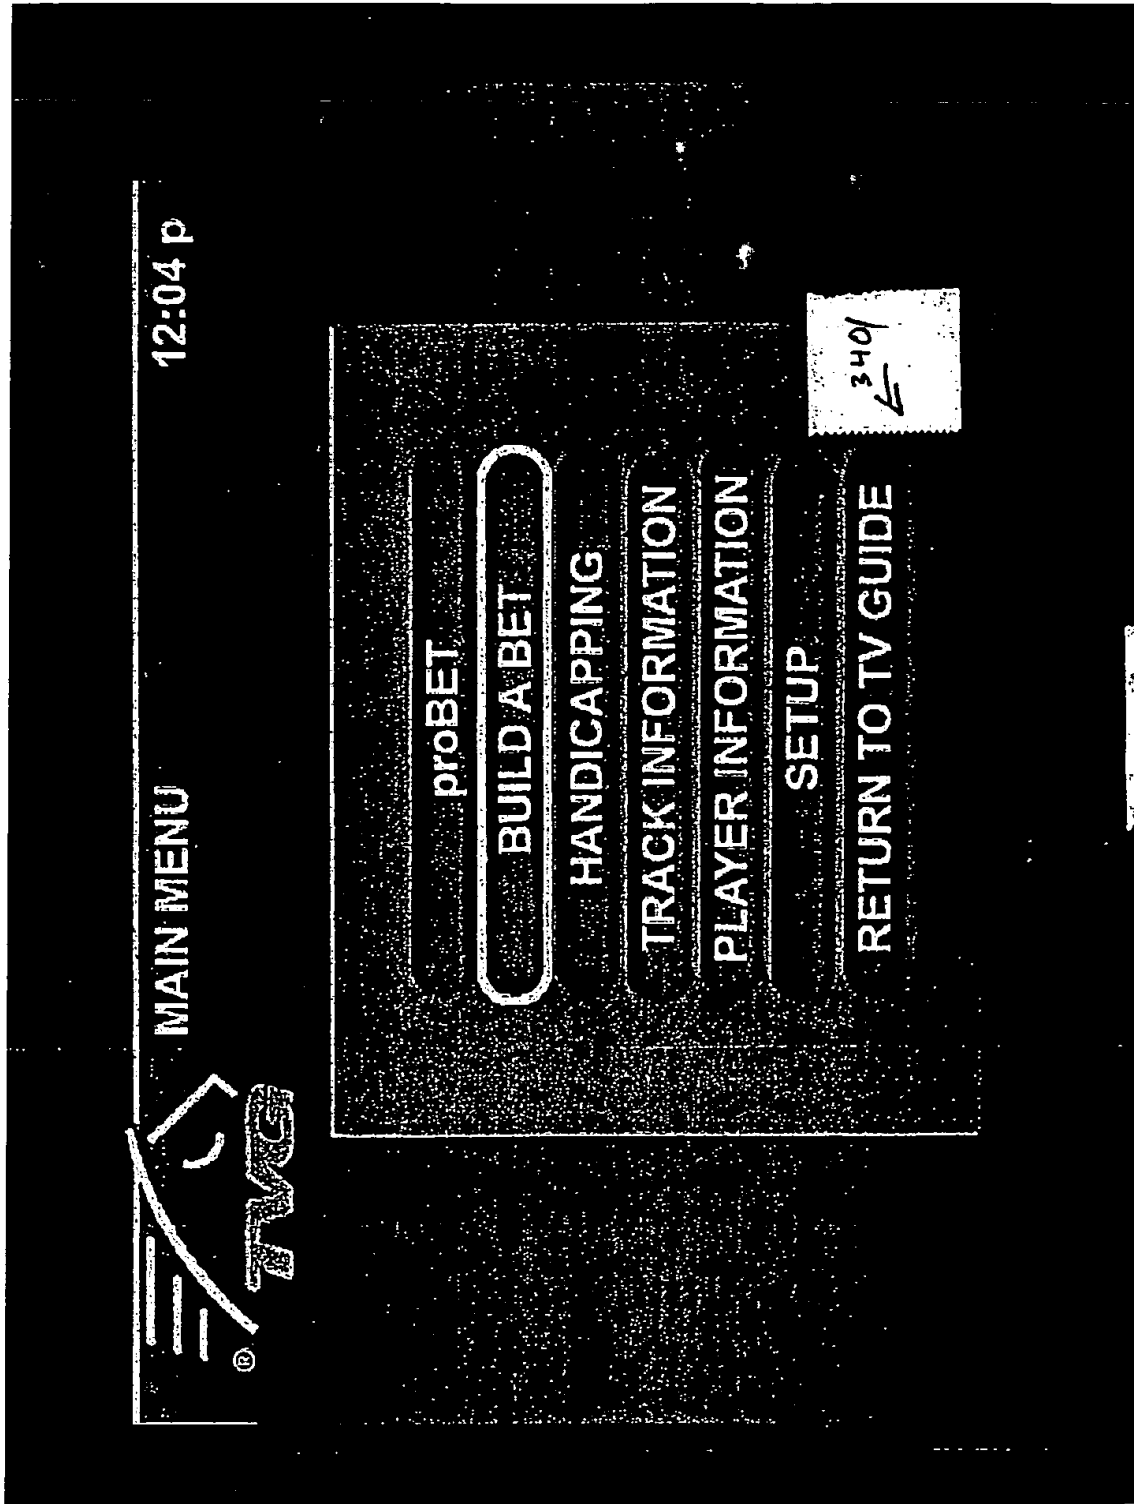 TVG®
MAIN MENU
12:04 p
proBET
BUILD A BET
HANDICAPPING
TRACK INFORMATION
PLAYER INFORMATION
SETUP
RETURN TO TV GUIDE
3401